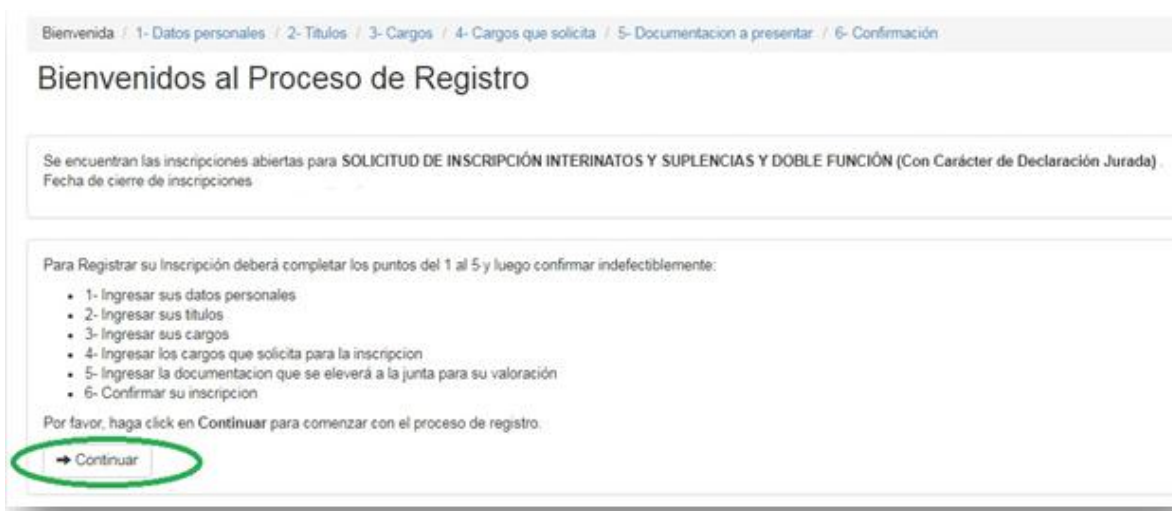 Bienvenida / 1- Datos personales / 2- Titulos / 3- Cargos / 4- Cargos que solicita / 5- Documentacion a presentar / 6- Confirmación
Bienvenidos al Proceso de Registro
Se encuentran las inscripciones abiertas para SOLICITUD DE INSCRIPCIÓN INTERINATOS Y SUPLENCIAS Y DOBLE FUNCIÓN (Con Carácter de Declaración Jurada) .
Fecha de cierre de inscripciones
Para Registrar su Inscripción deberá completar los puntos del 1 al 5 y luego confirmar indefectiblemente:
• 1- Ingresar sus datos personales
• 2- Ingresar sus títulos
• 3- Ingresar sus cargos
• 4- Ingresar los cargos que solicita para la inscripcion
• 5- Ingresar la documentacion que se eleverá a la junta para su valoración
• 6- Confirmar su inscripcion
Por favor, haga click en Continuar para comenzar con el proceso de registro.
➔ Continuar